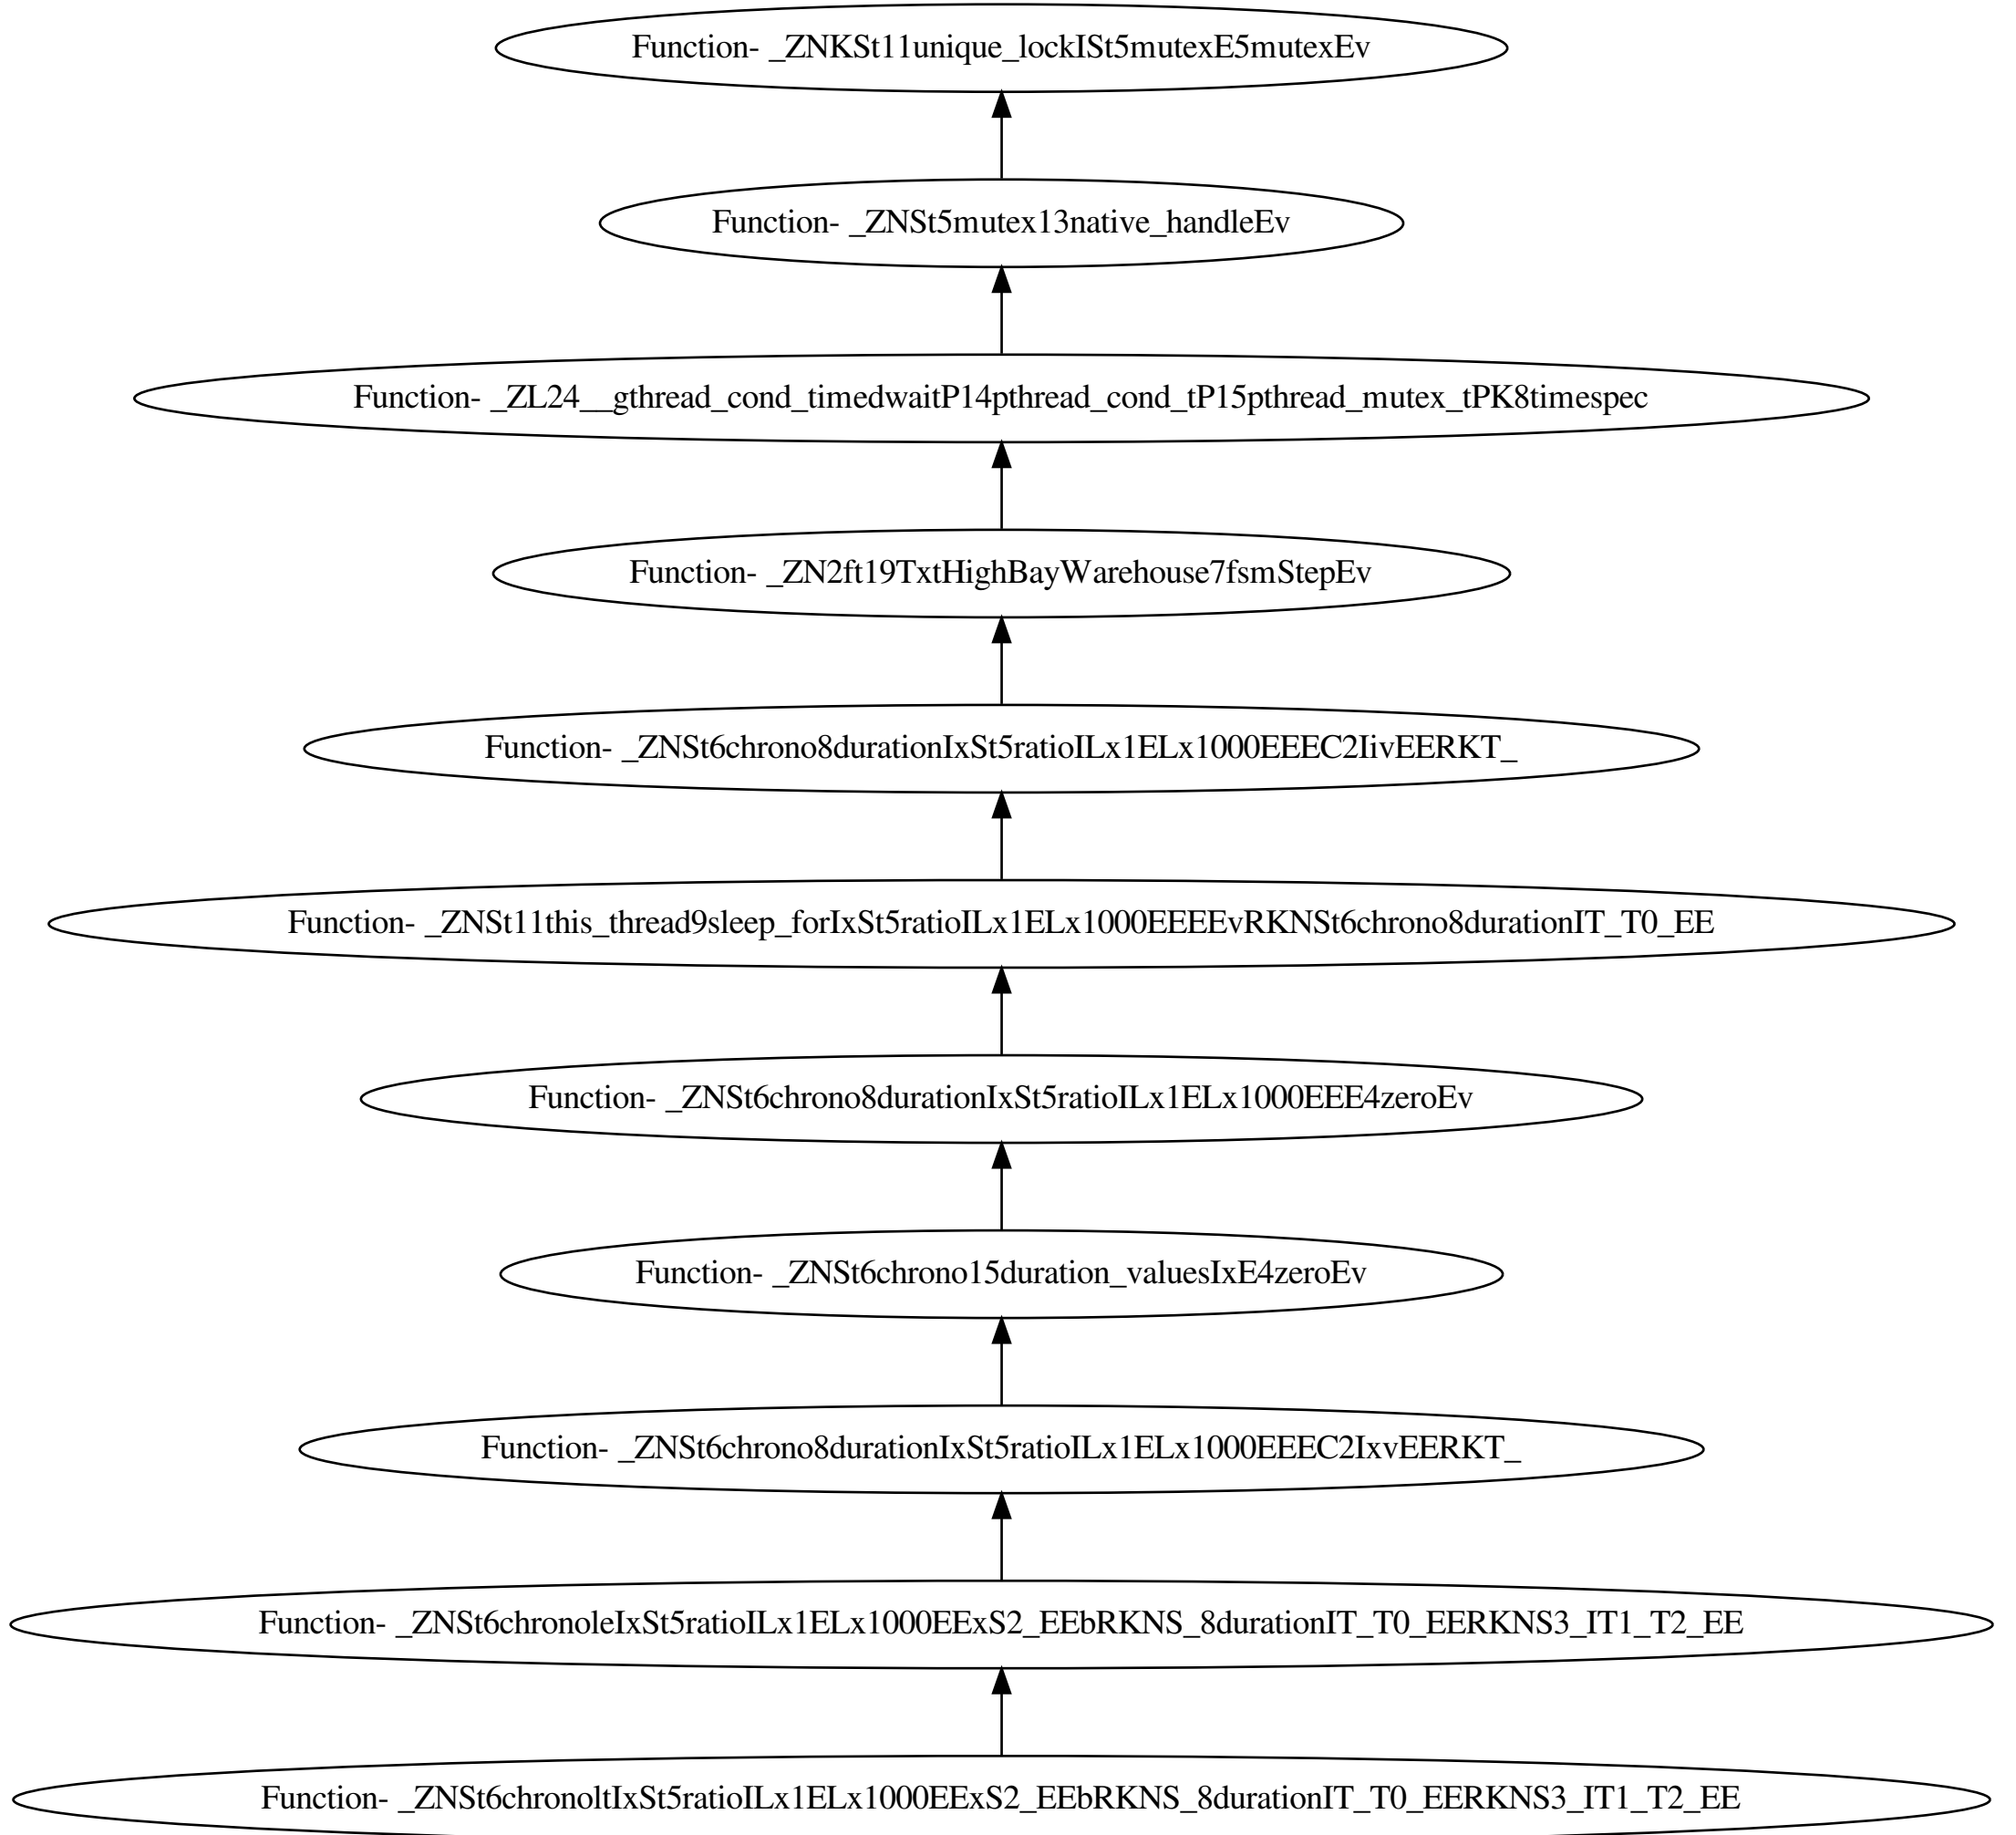 Function- _ZNKSt11unique_lockISt5mutexE5mutexEv
Function- _ZNSt5mutex13native_handleEv
Function- _ZL24__gthread_cond_timedwaitP14pthread_cond_tP15pthread_mutex_tPK8timespec
Function- _ZN2ft19TxtHighBayWarehouse7fsmStepEv
Function- _ZNSt6chrono8durationIxSt5ratioILx1ELx1000EEEC2IivEERKT_
Function- _ZNSt11this_thread9sleep_forIxSt5ratioILx1ELx1000EEEEvRKNSt6chrono8durationIT_T0_EE
Function- _ZNSt6chrono8durationIxSt5ratioILx1ELx1000EEE4zeroEv
Function- _ZNSt6chrono15duration_valuesIxE4zeroEv
Function- _ZNSt6chrono8durationIxSt5ratioILx1ELx1000EEEC2IxvEERKT_
Function- _ZNSt6chronoleIxSt5ratioILx1ELx1000EExS2_EEbRKNS_8durationIT_T0_EERKNS3_IT1_T2_EE
Function- _ZNSt6chronoltIxSt5ratioILx1ELx1000EExS2_EEbRKNS_8durationIT_T0_EERKNS3_IT1_T2_EE